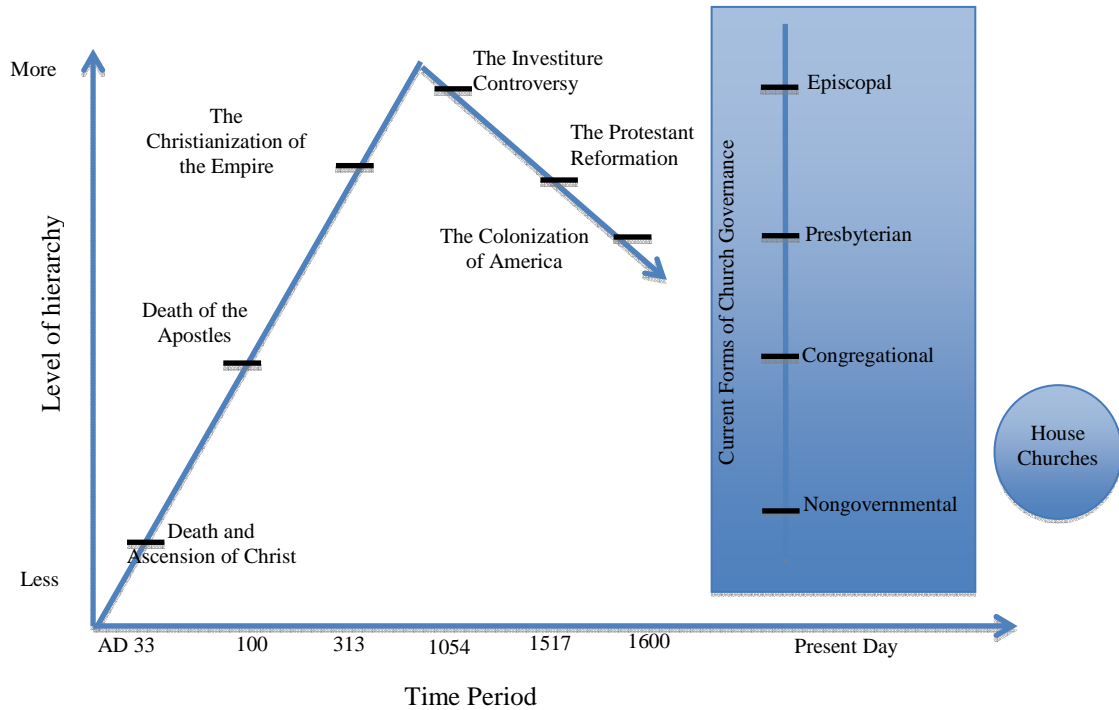 More
Level of hierarchy
Less
The Investiture
Controversy
The
Christianization of
the Empire
The Protestant
Reformation
The Colonization
of America
Death of the
Apostles
Death and
Ascension of Christ
Current Forms of Church Governance
Episcopal
Presbyterian
Congregational
Nongovernmental
House
Churches
AD 33
100
313
1054
1517
1600
Present Day
Time Period